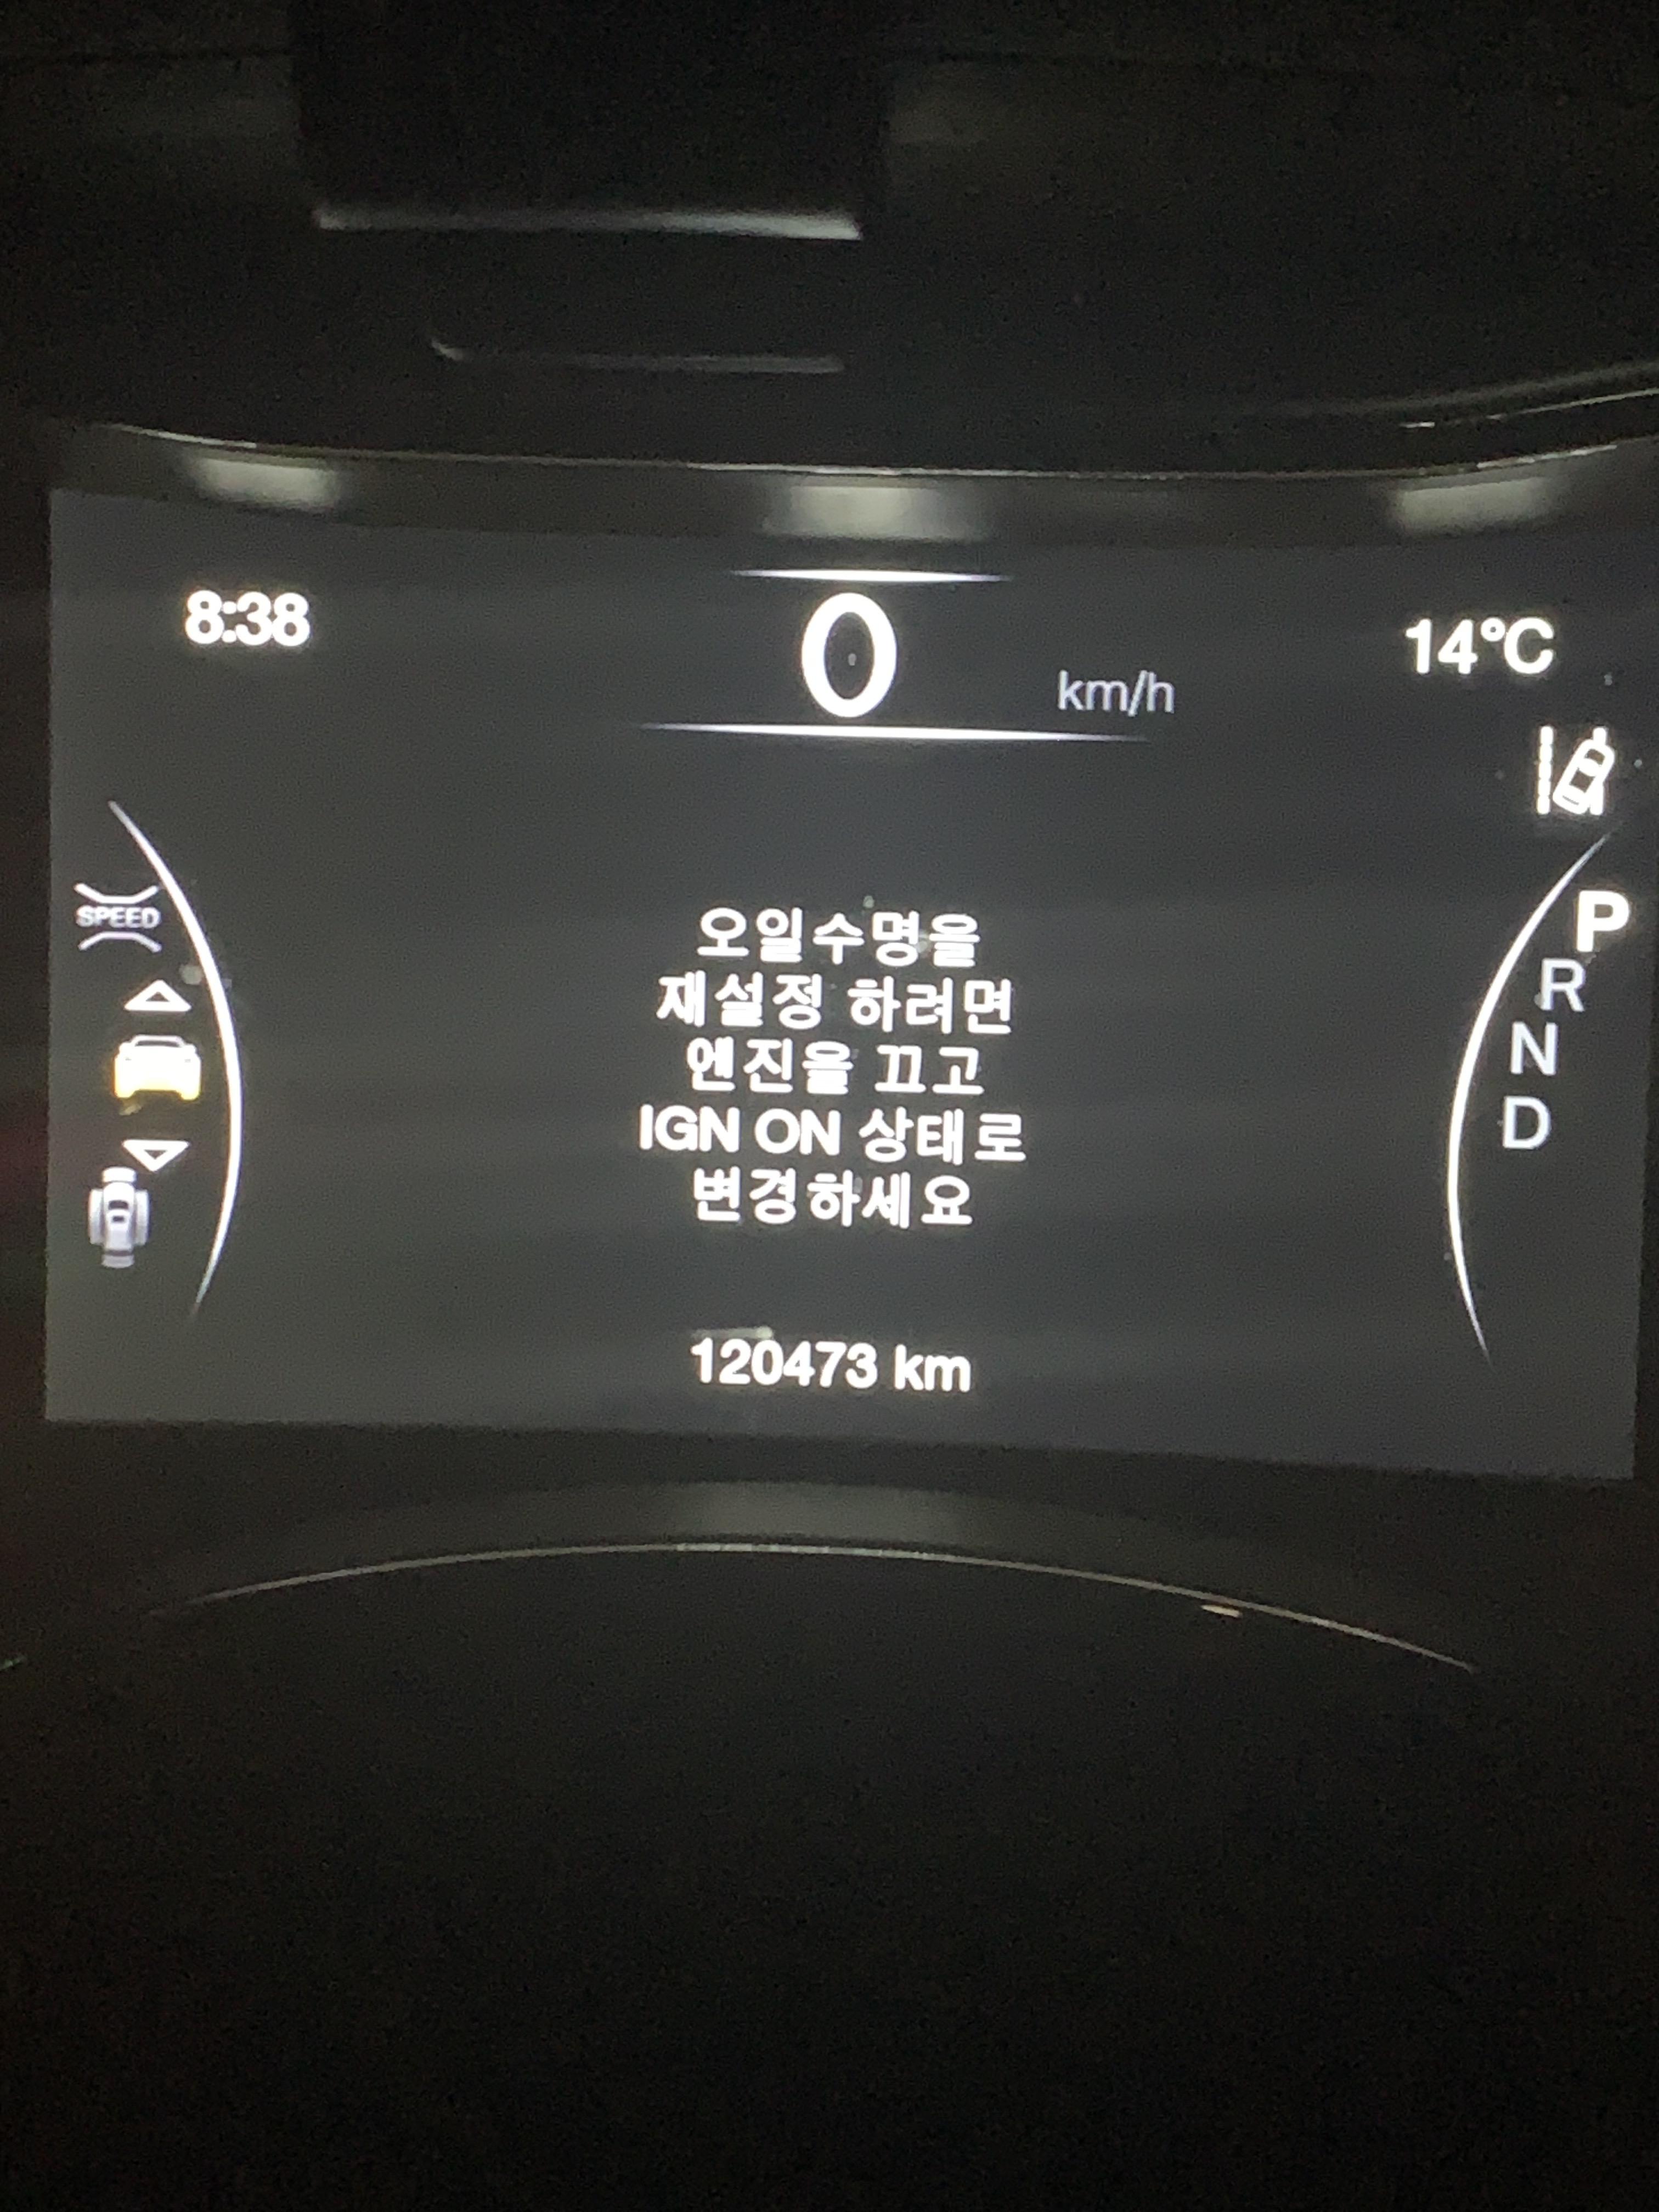 8:38
0 km/h
14°C
SPEED
P
R
N
D
오일수명을
재설정 하려면
엔진을 끄고
IGN ON 상태로
변경하세요
120473 km